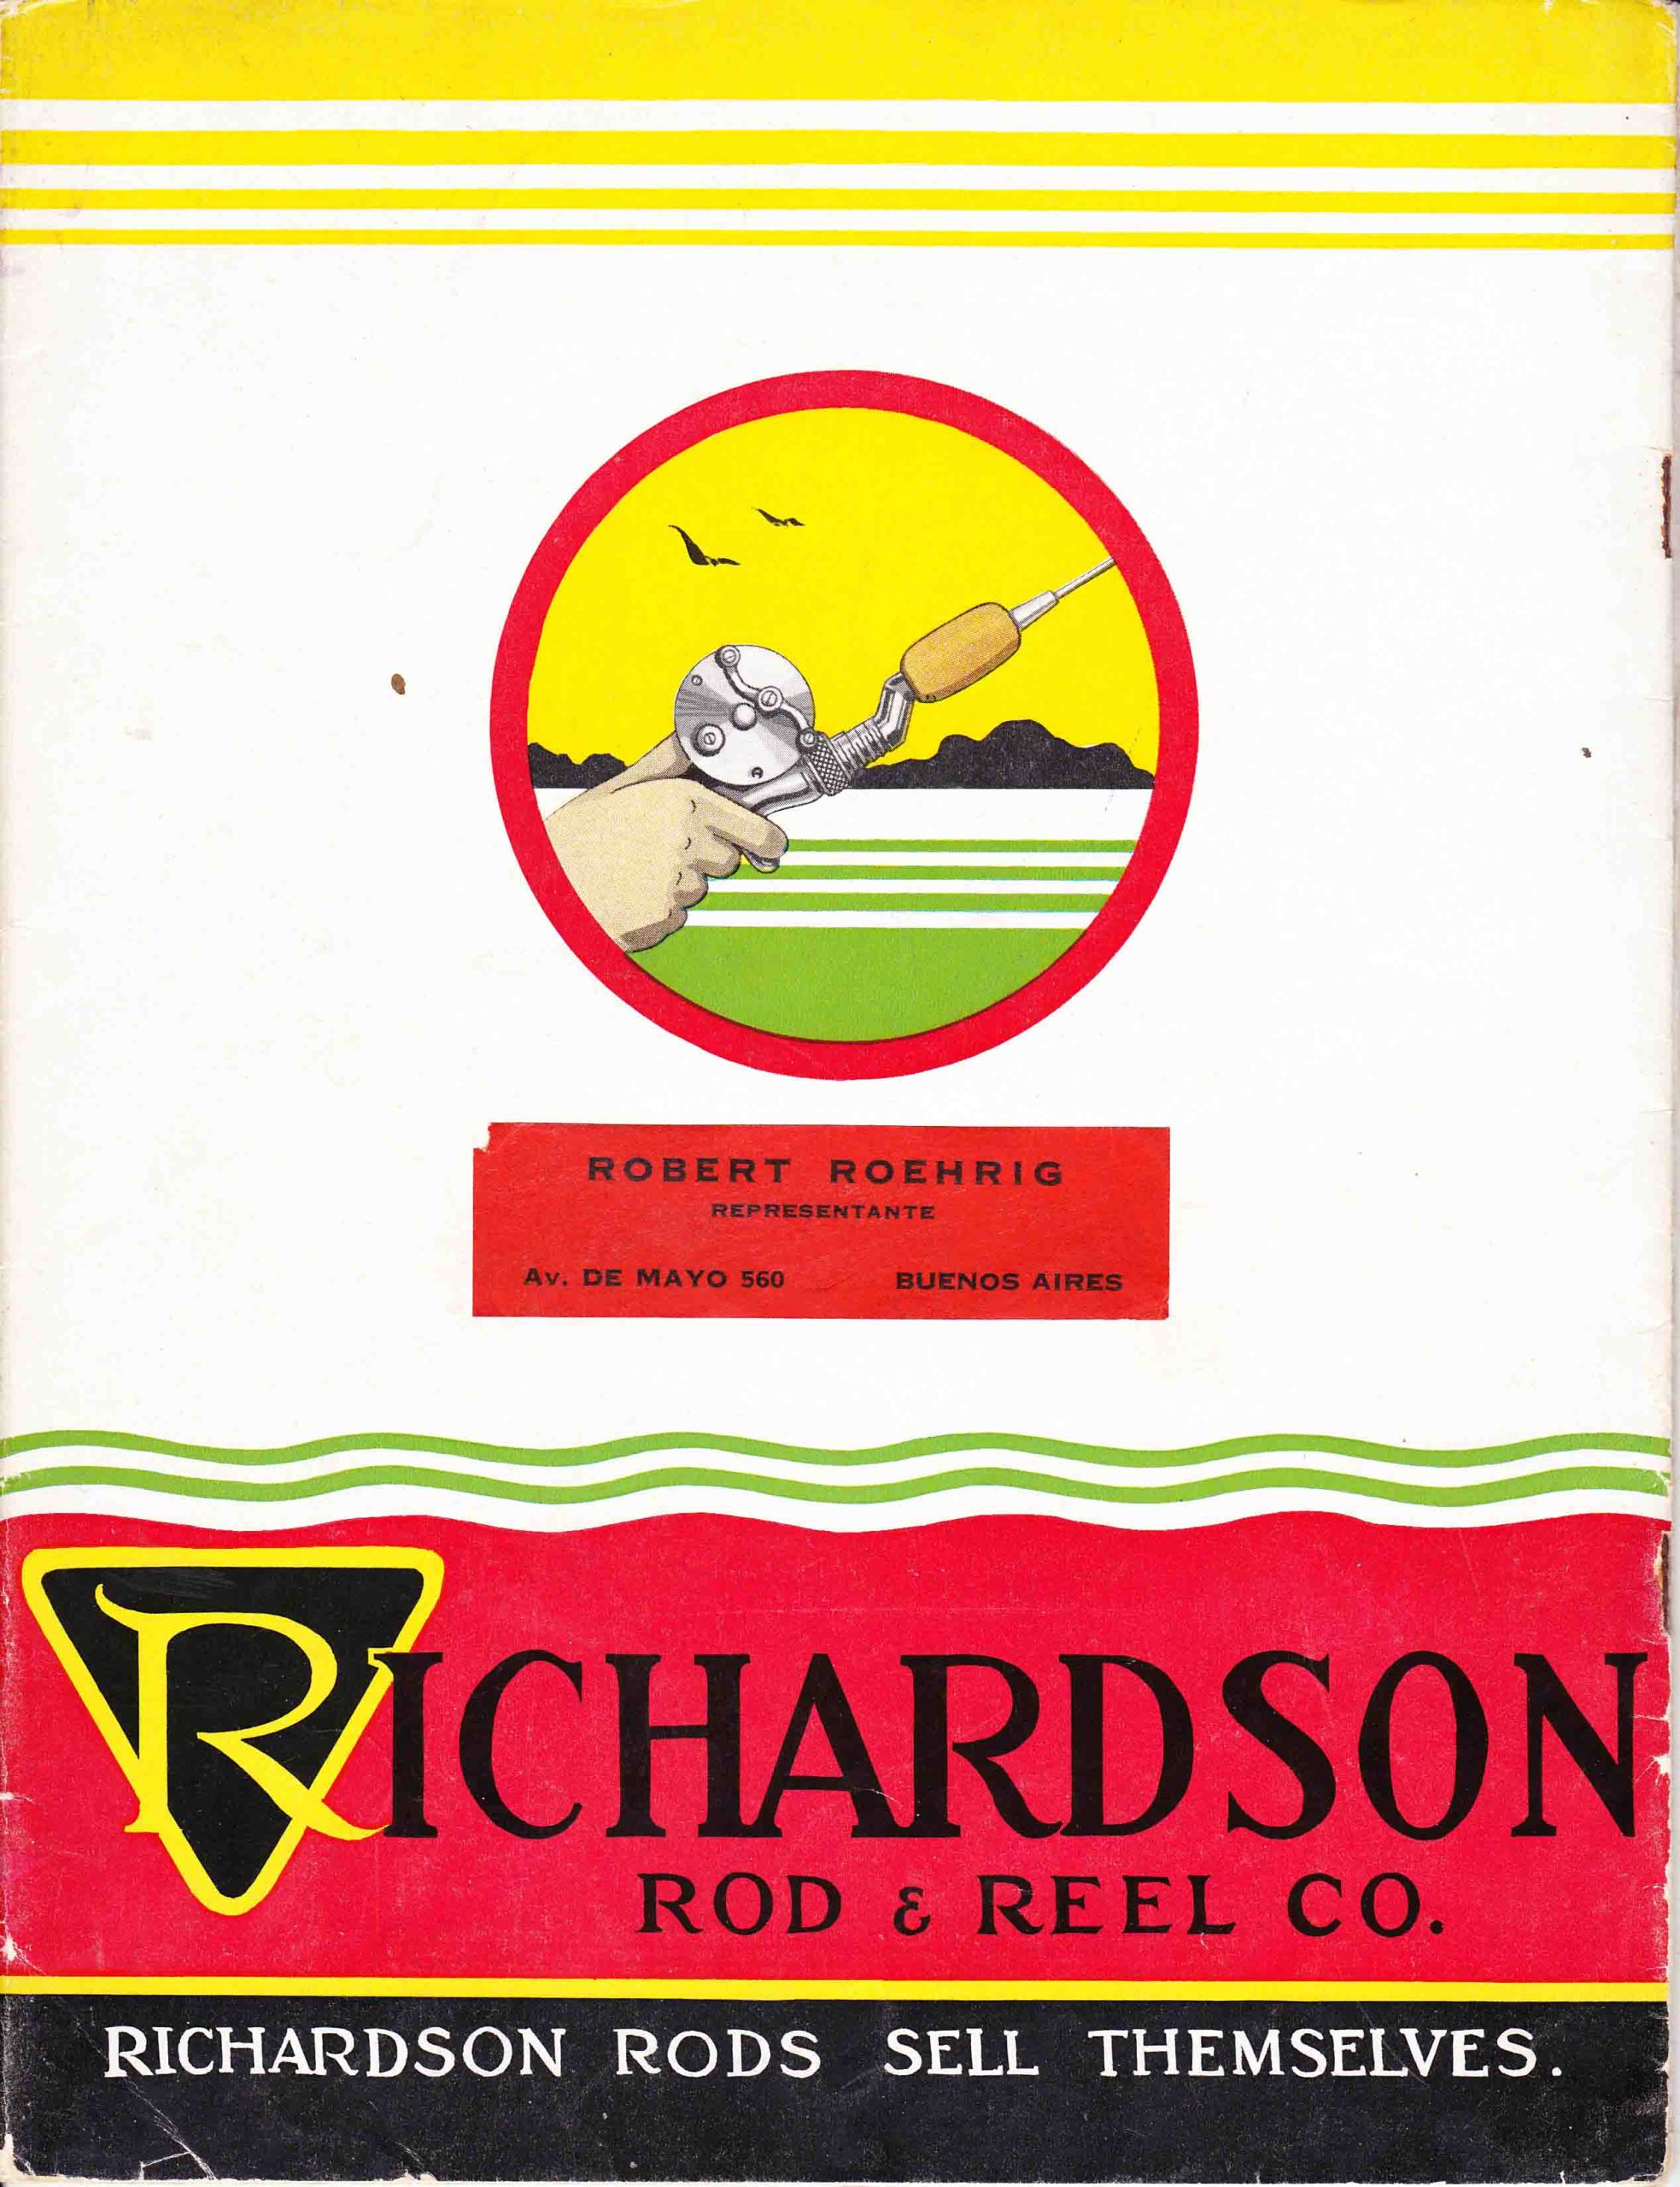 ROBERT ROEHRIG
REPRESENTANTE
Av. DE MAYO 560 BUENOS AIRES
RICHARDSON
ROD & REEL CO.
RICHARDSON RODS SELL THEMSELVES.